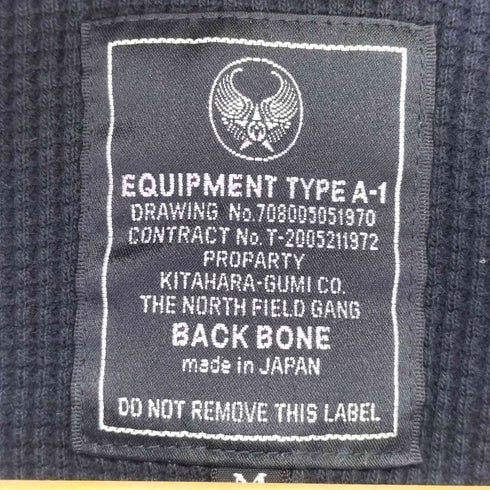 EQUIPMENT TYPE A-1
DRAWING No.708005051970
CONTRACT No.T-2005211972
PROPARTY
KITAHARA-GUMI CO.
THE NORTH FIELD GANG
BACK BONE
made in JAPAN
DO NOT REMOVE THIS LABEL
M